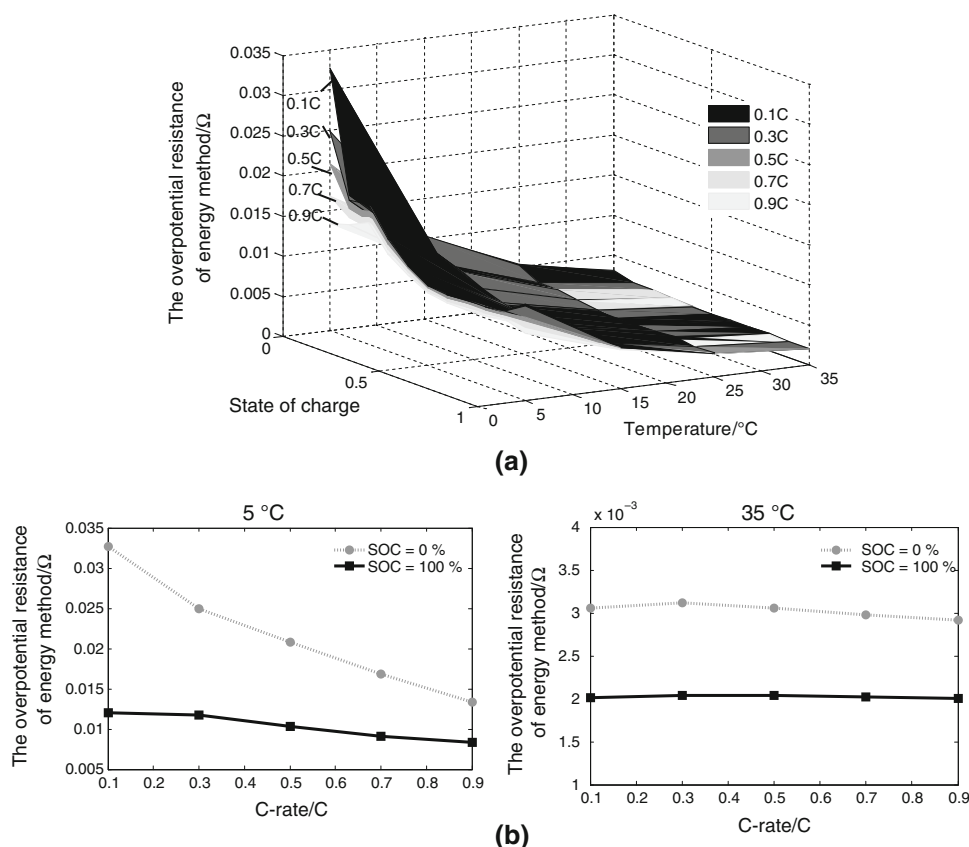 0.035
0.03
0.025
0.02
0.015
0.01
0.005
0
The overpotential resistance
of energy method/Ω
0.1C
0.3C
0.5C
0.7C
0.9C
0.1C
0.3C
0.5C
0.7C
0.9C
0
0.5
1
State of charge
0
5
10
15
20
25
30
35
Temperature/°C
(a)
5 °C
The overpotential resistance
of energy method/Ω
0.035
0.03
0.025
0.02
0.015
0.01
0.005
SOC = 0 %
SOC = 100 %
0.1 0.2 0.3 0.4 0.5 0.6 0.7 0.8 0.9
C-rate/C
35 °C
x 10⁻³
The overpotential resistance
of energy method/Ω
4
3.5
3
2.5
2
1.5
1
SOC = 0 %
SOC = 100 %
0.1 0.2 0.3 0.4 0.5 0.6 0.7 0.8 0.9
C-rate/C
(b)